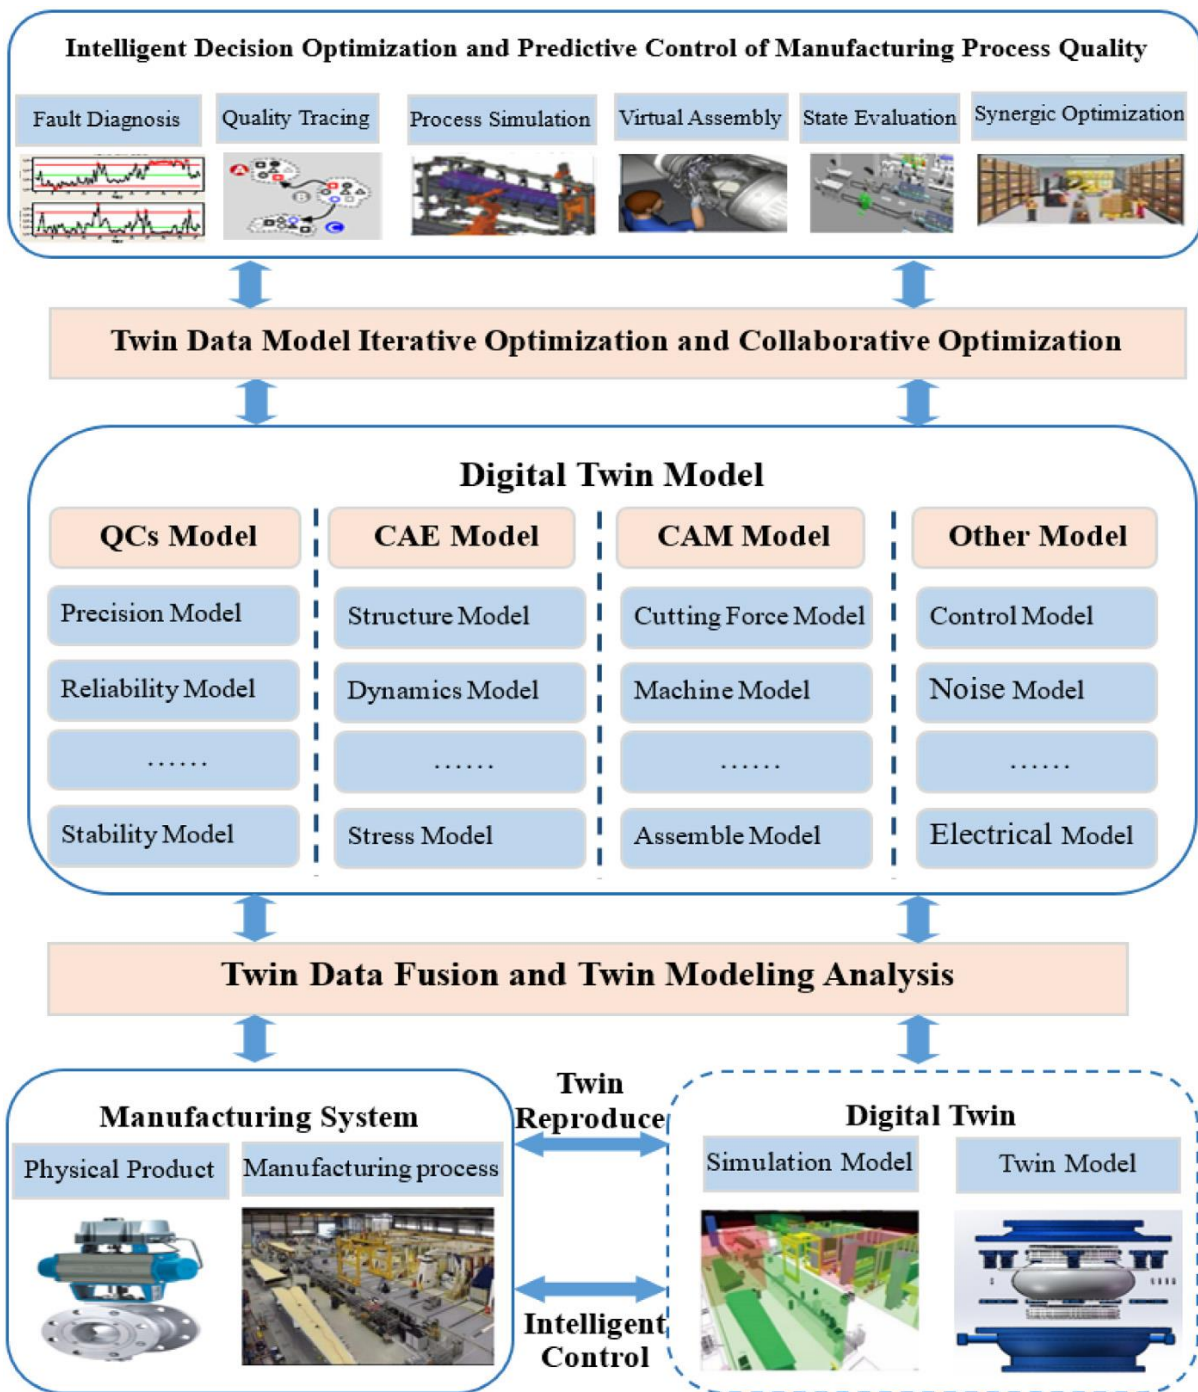 Intelligent Decision Optimization and Predictive Control of Manufacturing Process Quality
Fault Diagnosis
Quality Tracing
Process Simulation
Virtual Assembly
State Evaluation
Synergic Optimization
A
B
C
Twin Data Model Iterative Optimization and Collaborative Optimization
Digital Twin Model
QCs Model
CAE Model
CAM Model
Other Model
Precision Model
Structure Model
Cutting Force Model
Control Model
Reliability Model
Dynamics Model
Machine Model
Noise Model
......
......
......
......
Stability Model
Stress Model
Assemble Model
Electrical Model
Twin Data Fusion and Twin Modeling Analysis
Manufacturing System
Physical Product
Manufacturing process
Twin
Reproduce
Intelligent
Control
Digital Twin
Simulation Model
Twin Model